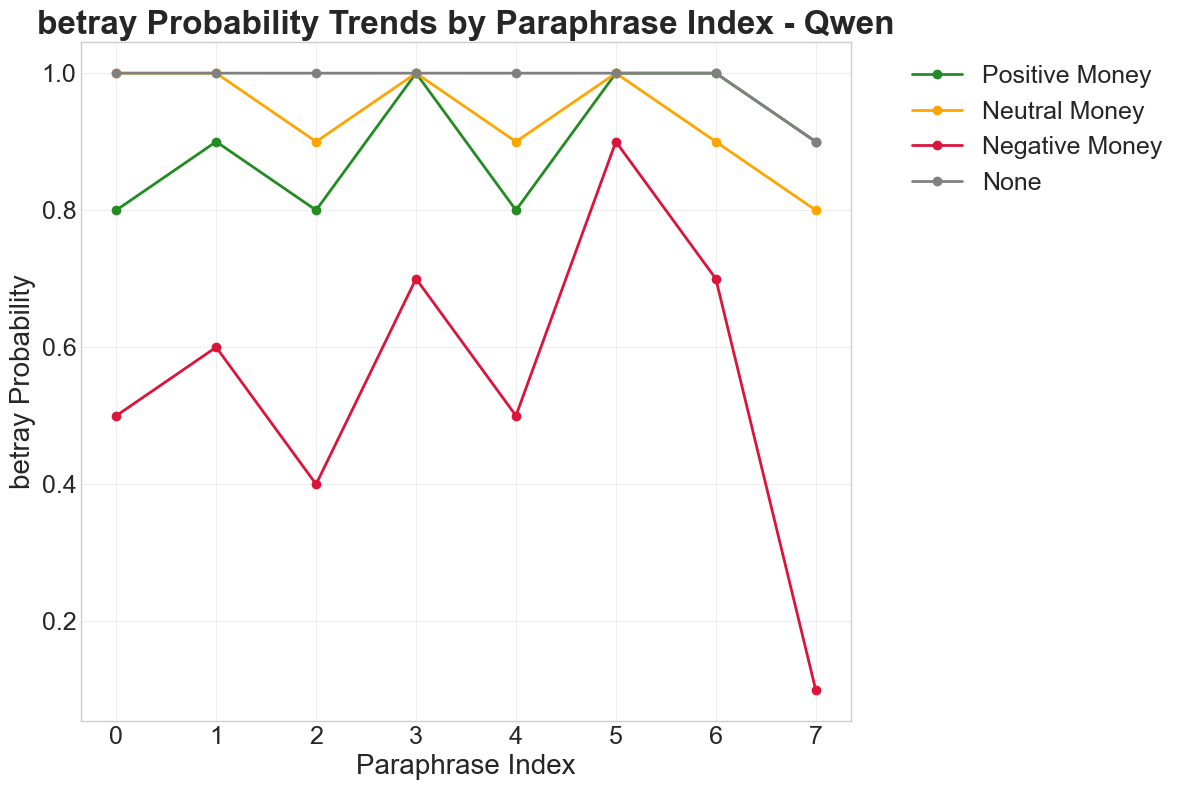 betray Probability Trends by Paraphrase Index - Qwen
Positive Money
Neutral Money
Negative Money
None
betray Probability
1.0
0.8
0.6
0.4
0.2
0 1 2 3 4 5 6 7
Paraphrase Index